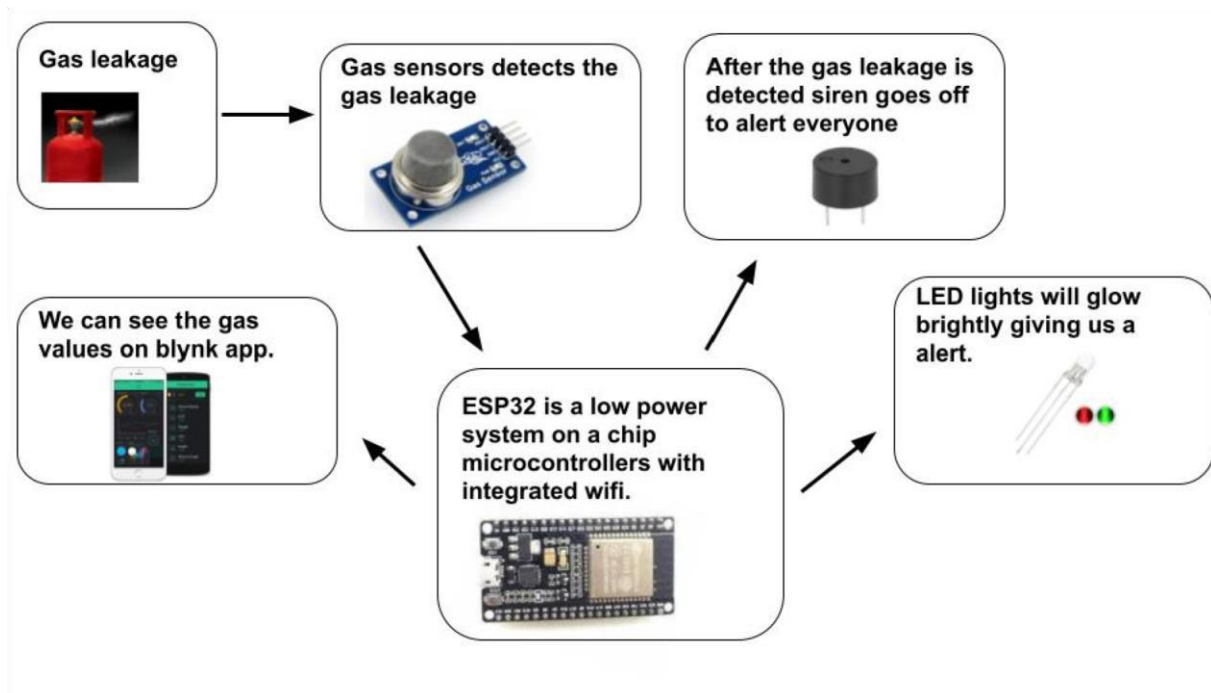 Gas leakage
Gas sensors detects the
gas leakage
Gas Sensor
After the gas leakage is
detected siren goes off
to alert everyone
We can see the gas
values on blynk app.
ESP32 is a low power
system on a chip
microcontrollers with
integrated wifi.
LED lights will glow
brightly giving us a
alert.